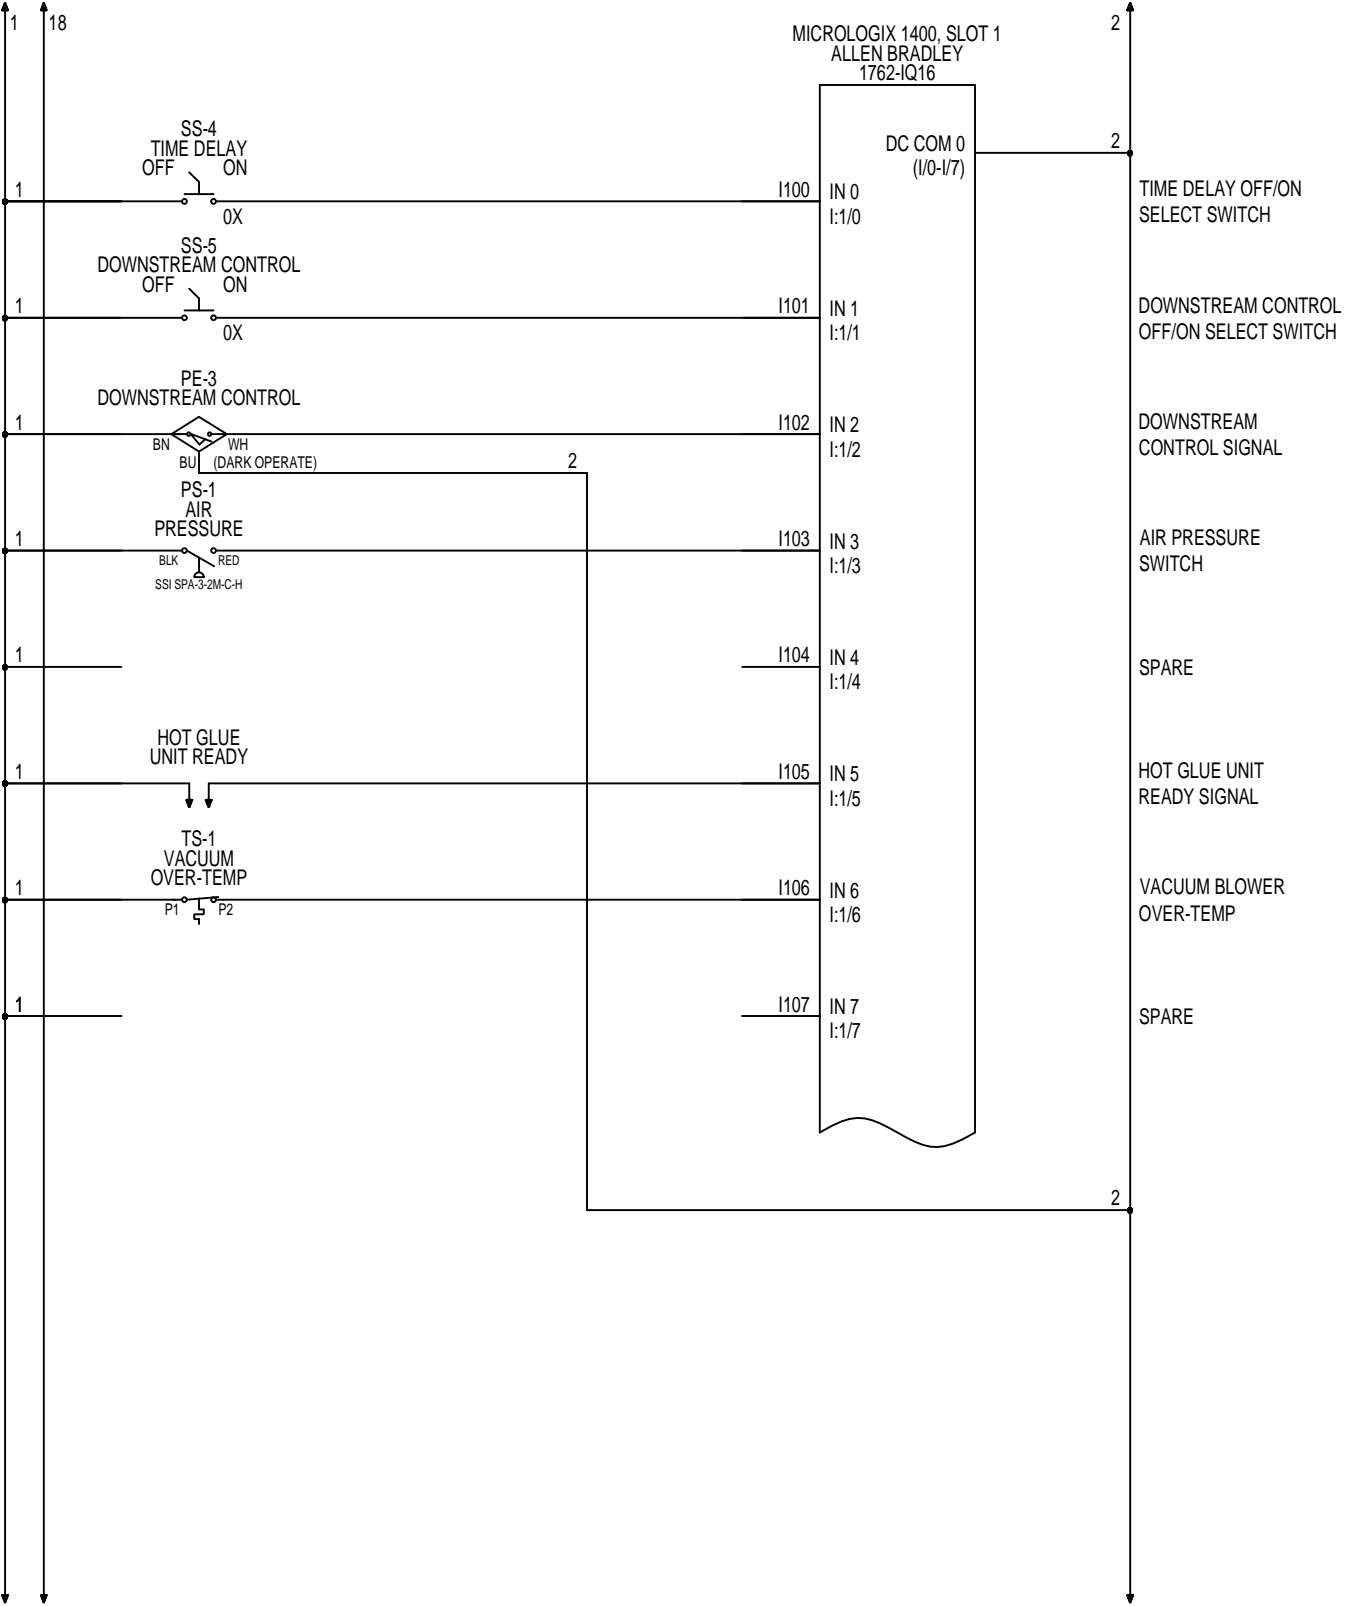 1
18
2
MICROLOGIX 1400, SLOT 1
ALLEN BRADLEY
1762-IQ16
DC COM 0
(I/0-I/7)
2
SS-4
TIME DELAY
OFF ON
1
0X
I100
IN 0
I:1/0
TIME DELAY OFF/ON
SELECT SWITCH
SS-5
DOWNSTREAM CONTROL
OFF ON
1
0X
I101
IN 1
I:1/1
DOWNSTREAM CONTROL
OFF/ON SELECT SWITCH
PE-3
DOWNSTREAM CONTROL
1
BN
WH
BU
(DARK OPERATE)
2
I102
IN 2
I:1/2
DOWNSTREAM
CONTROL SIGNAL
PS-1
AIR
PRESSURE
1
BLK
RED
SSI SPA-3-2M-C-H
I103
IN 3
I:1/3
AIR PRESSURE
SWITCH
1
I104
IN 4
I:1/4
SPARE
HOT GLUE
UNIT READY
1
I105
IN 5
I:1/5
HOT GLUE UNIT
READY SIGNAL
TS-1
VACUUM
OVER-TEMP
1
P1
P2
I106
IN 6
I:1/6
VACUUM BLOWER
OVER-TEMP
1
I107
IN 7
I:1/7
SPARE
2